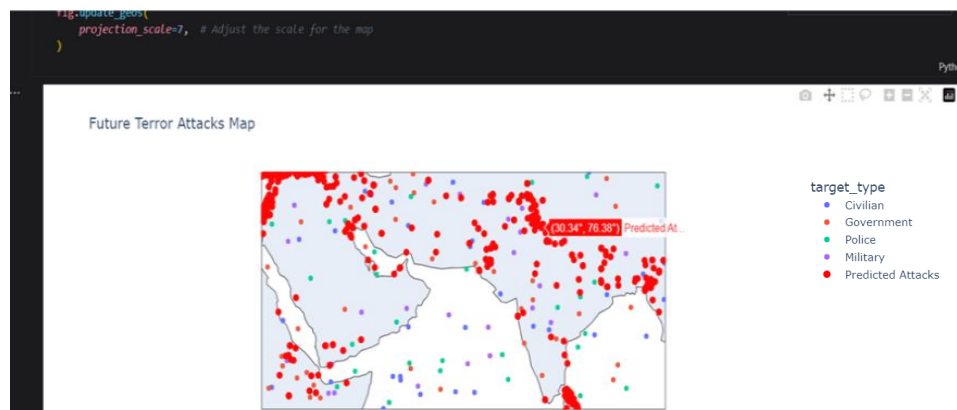 fig.update_geos(
projection_scale=7, # Adjust the scale for the map
)
Pyth
...
Future Terror Attacks Map
(30.34°, 76.38°) Predicted At...
target_type
Civilian
Government
Police
Military
Predicted Attacks